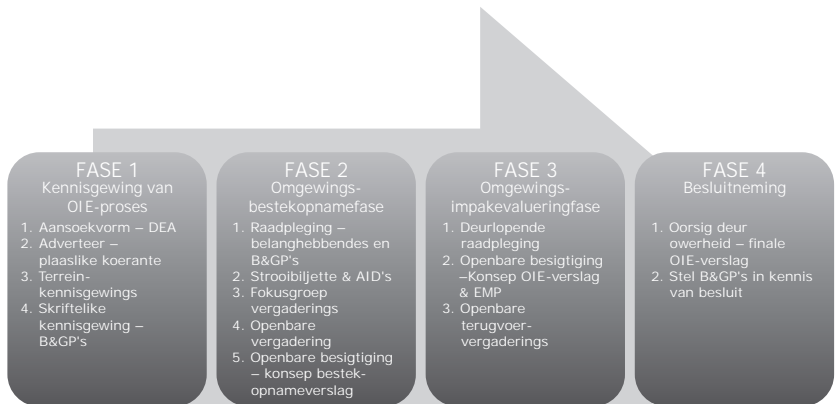 FASE 1
Kennisgewing van
OIE-proses
1. Aansoekvorm – DEA
2. Adverteer –
plaaslike koerante
3. Terrein-
kennisgewings
4. Skriftelike
kennisgewing –
B&GP's
FASE 2
Omgewings-
bestekopnamefase
1. Raadpleging –
belanghebbendes en
B&GP's
2. Strooibiljette & AID's
3. Fokusgroep
vergaderings
4. Openbare
vergadering
5. Openbare besigtiging
– konsep bestek-
opnameverslag
FASE 3
Omgewings-
impakevalueringfase
1. Deurlopende
raadpleging
2. Openbare besigtiging
–Konsep OIE-verslag
& EMP
3. Openbare
terugvoer-
vergaderings
FASE 4
Besluitneming
1. Oorsig deur
owerheid – finale
OIE-verslag
2. Stel B&GP's in kennis
van besluit